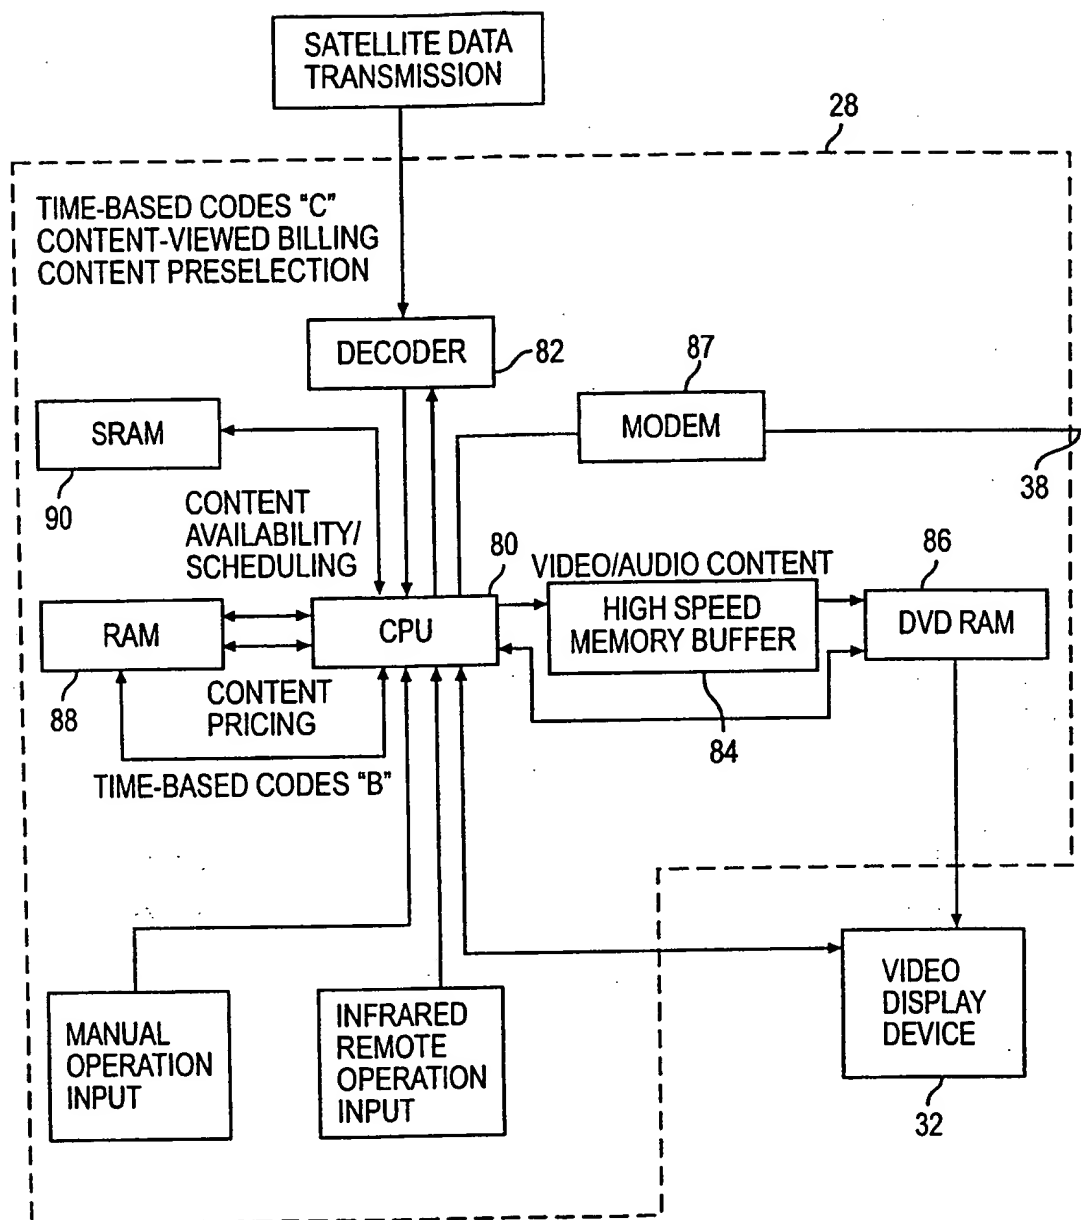 SATELLITE DATA
TRANSMISSION
28
TIME-BASED CODES "C"
CONTENT-VIEWED BILLING
CONTENT PRESELECTION
DECODER
82
87
MODEM
38
SRAM
90
CONTENT
AVAILABILITY/
SCHEDULING
80
VIDEO/AUDIO CONTENT
86
RAM
88
CPU
HIGH SPEED
MEMORY BUFFER
84
DVD RAM
CONTENT
PRICING
TIME-BASED CODES "B"
MANUAL
OPERATION
INPUT
INFRARED
REMOTE
OPERATION
INPUT
VIDEO
DISPLAY
DEVICE
32